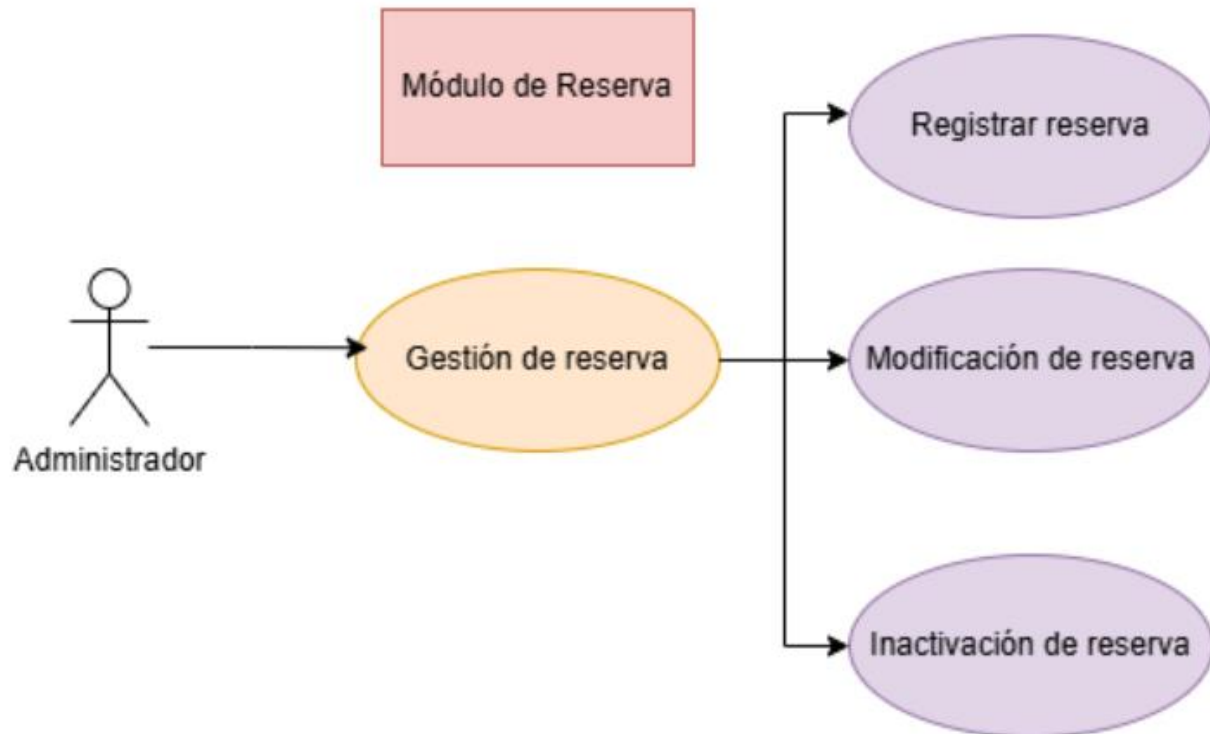 Módulo de Reserva
Registrar reserva
Administrador
Gestión de reserva
Modificación de reserva
Inactivación de reserva